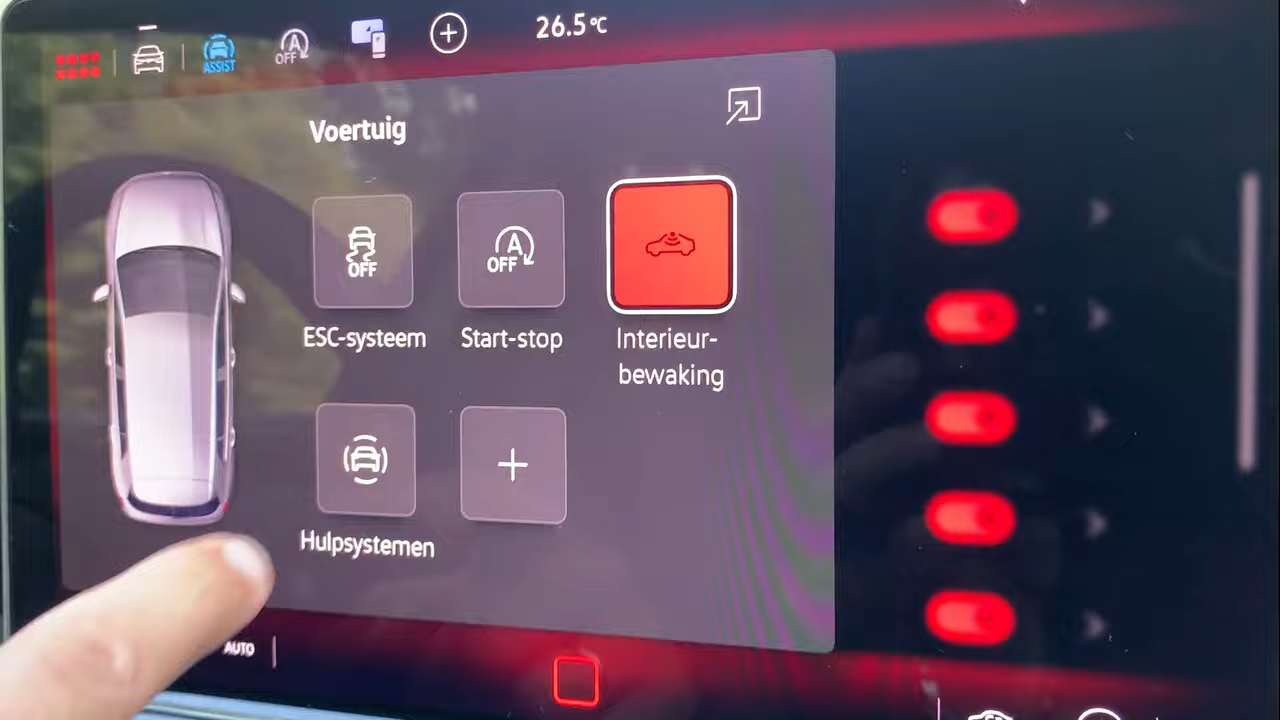 ASSIST
A
OFF
26.5°C
Voertuig
OFF
A
OFF
ESC-systeem
Start-stop
Interieur-
bewaking
Hulpsystemen
AUTO